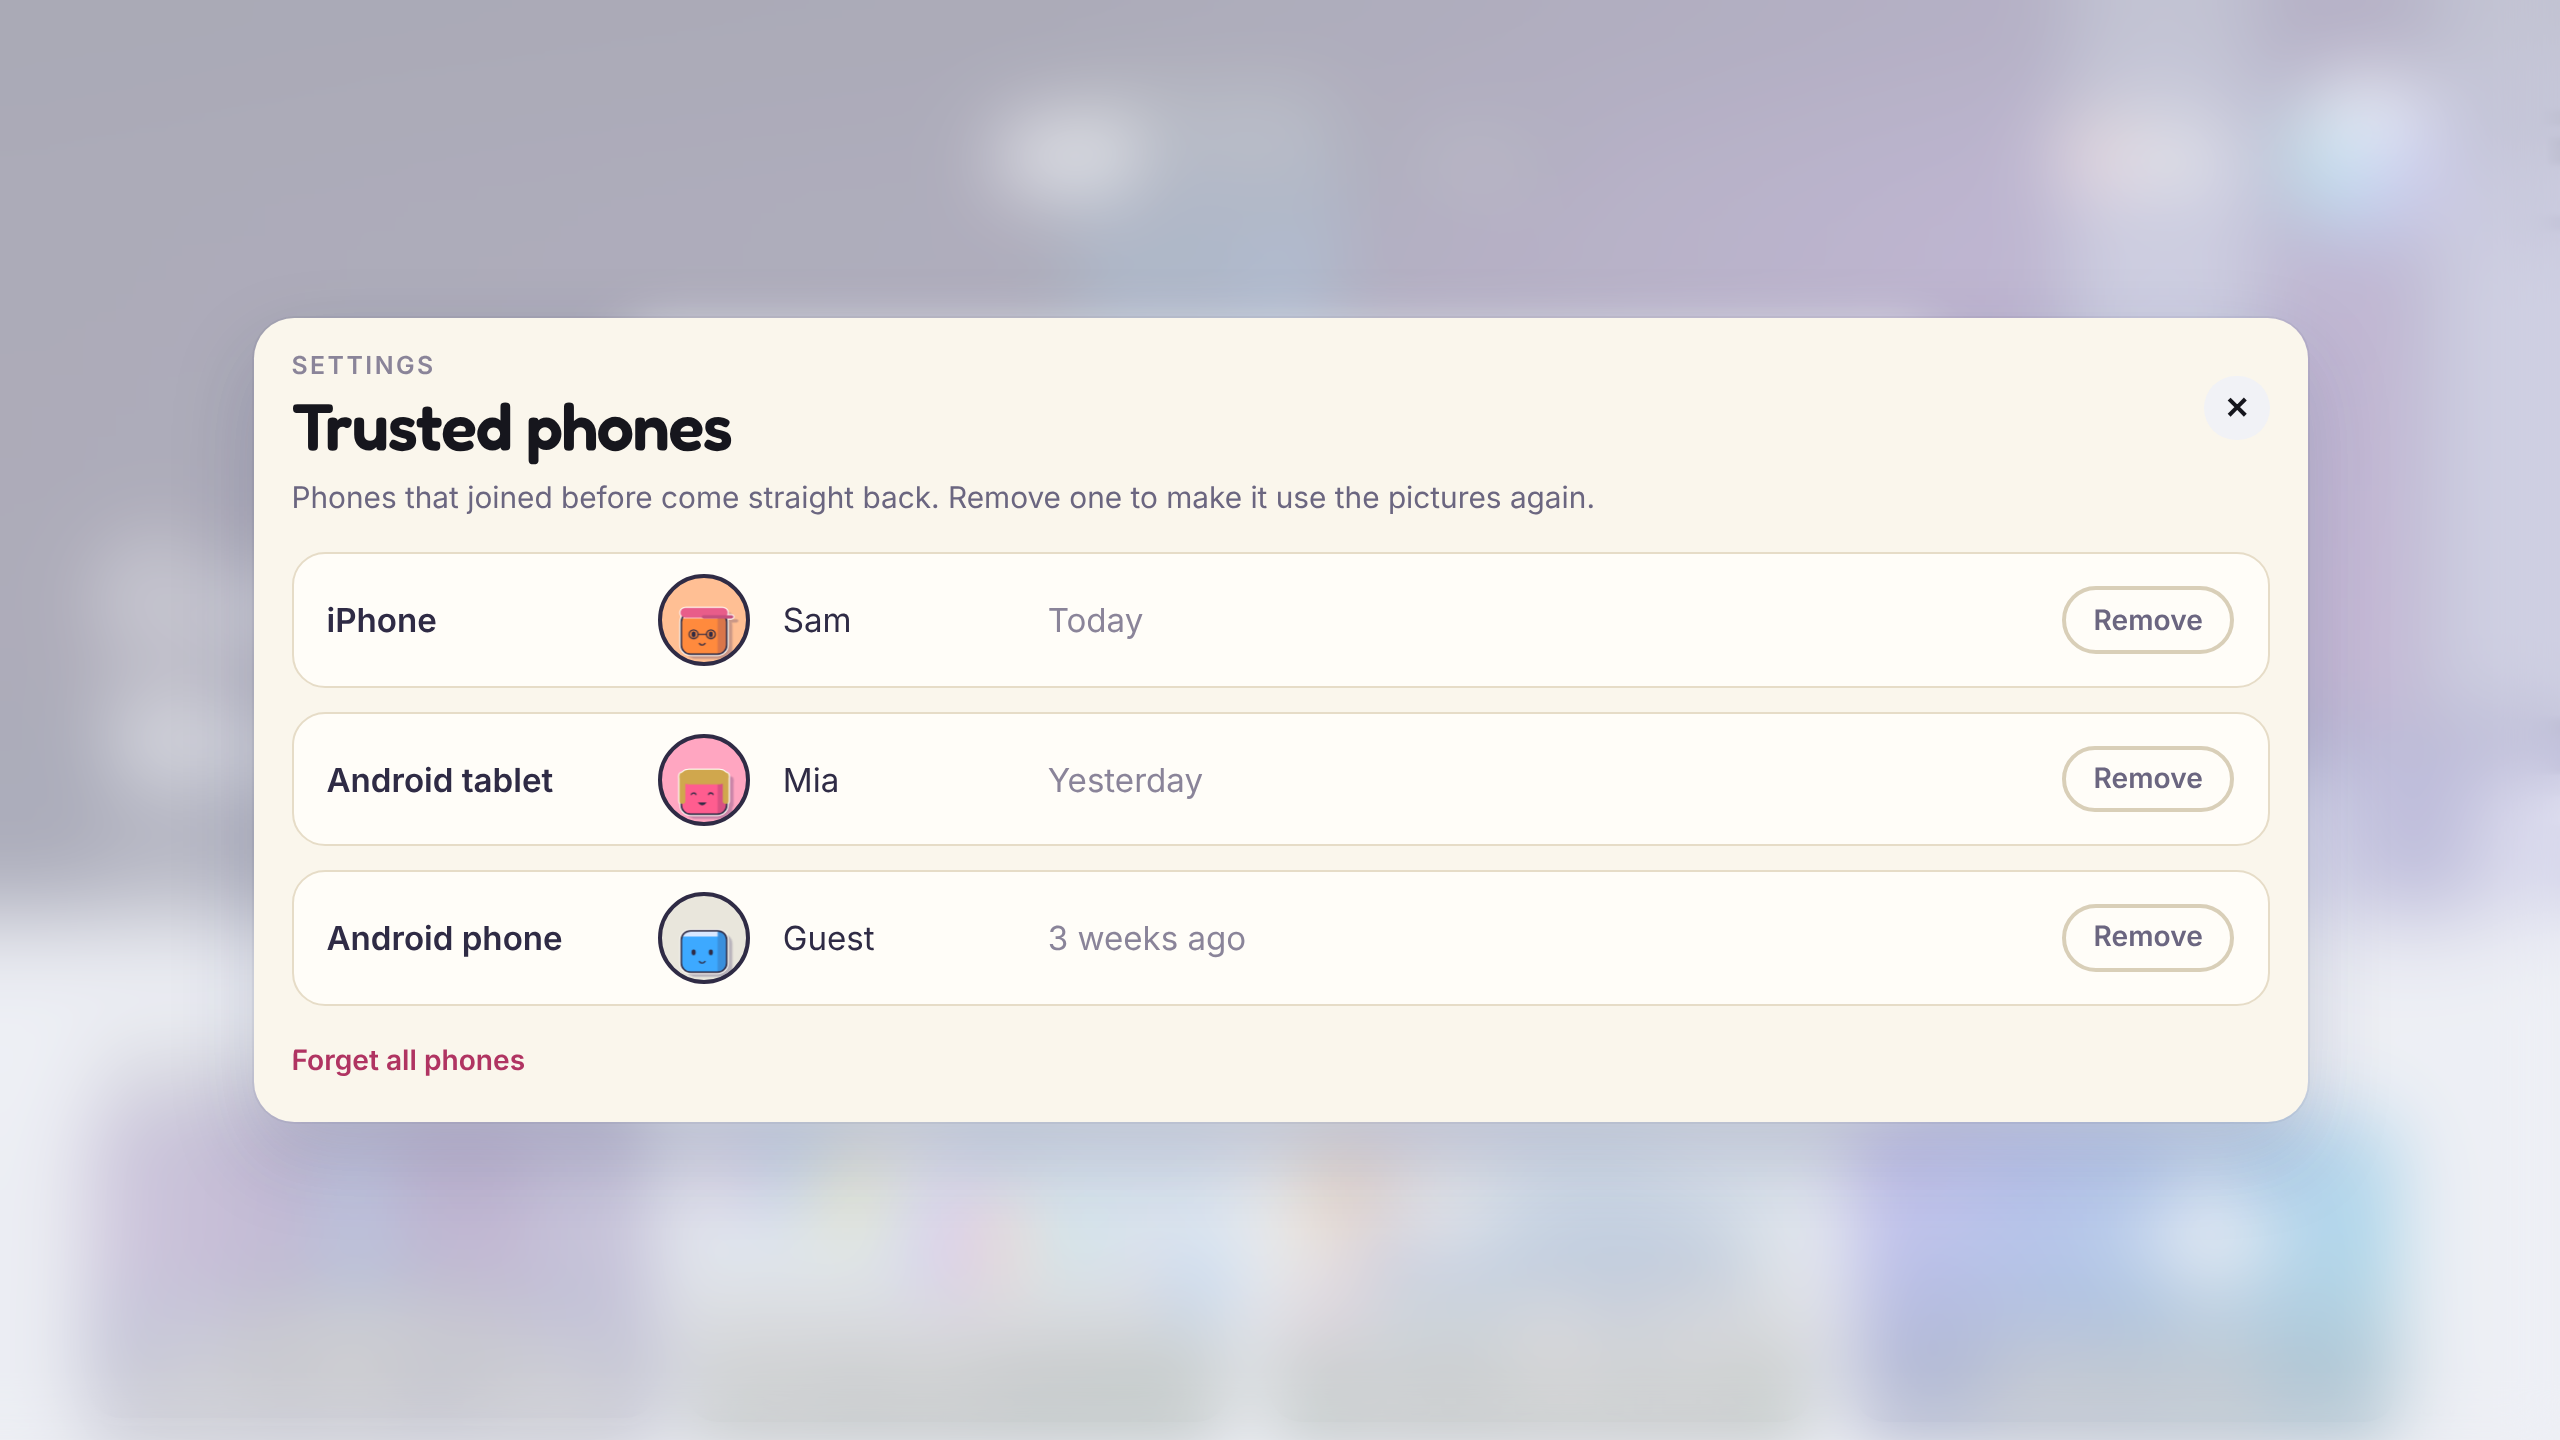 SETTINGS
Trusted phones
Phones that joined before come straight back. Remove one to make it use the pictures again.
iPhone Sam Today Remove
Android tablet Mia Yesterday Remove
Android phone Guest 3 weeks ago Remove
Forget all phones